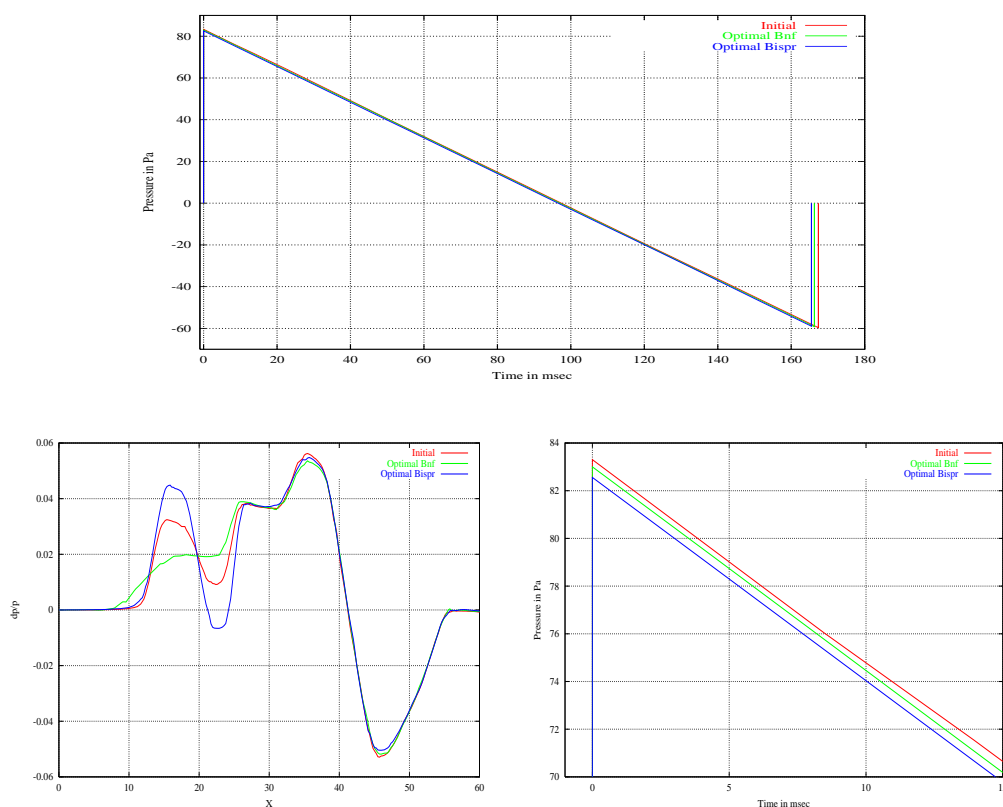 Initial
Optimal Bnf
Optimal Bispr
80
60
40
20
0
-20
-40
-60
Pressure in Pa
0 20 40 60 80 100 120 140 160 180
Time in msec
0.06
0.04
0.02
0
-0.02
-0.04
-0.06
dp/p
Initial
Optimal Bnf
Optimal Bispr
0 10 20 30 40 50 60
X
84
82
80
78
76
74
72
70
Pressure in Pa
Initial
Optimal Bnf
Optimal Bispr
0 5 10 15
Time in msec